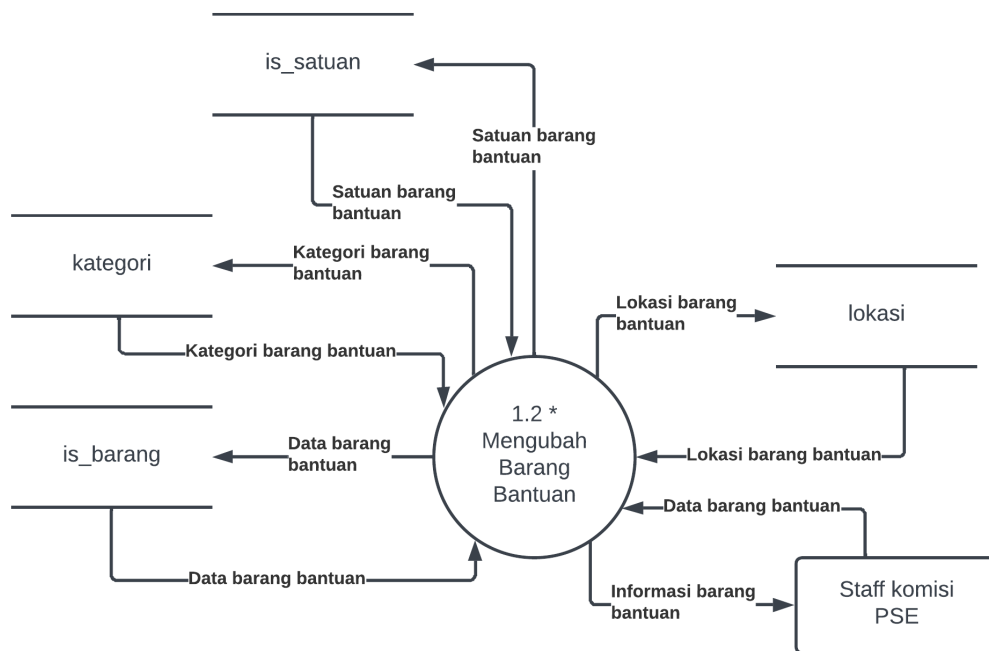 is_satuan
Satuan barang
bantuan
Satuan barang
bantuan
kategori
Kategori barang
bantuan
Kategori barang bantuan
Lokasi barang
bantuan
lokasi
Lokasi barang bantuan
is_barang
Data barang
bantuan
Data barang bantuan
1.2 *
Mengubah
Barang
Bantuan
Data barang bantuan
Informasi barang
bantuan
Staff komisi
PSE